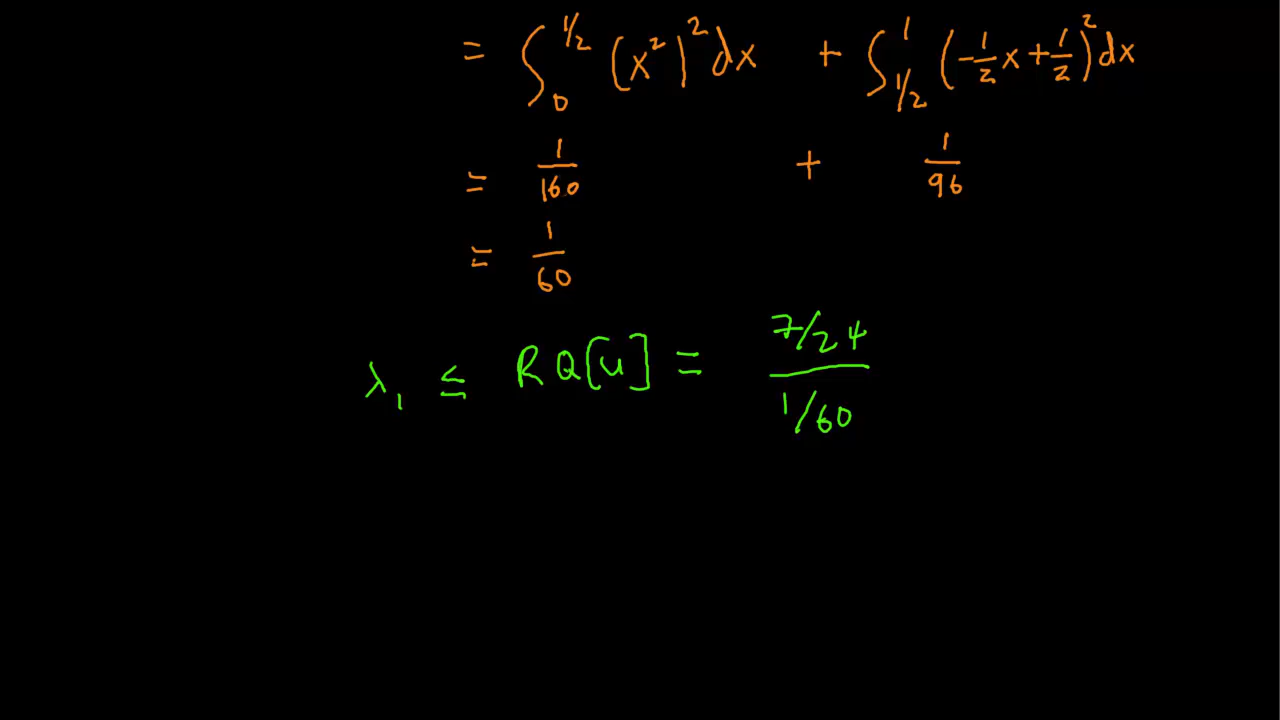 = ∫₀^{1/2} (x²)² dx + ∫_{1/2}^{1} (-1/2 x + 1/2)² dx
= 1/160 + 1/96
= 1/60
λ₁ ≤ RQ[u] = (7/24)/(1/60)